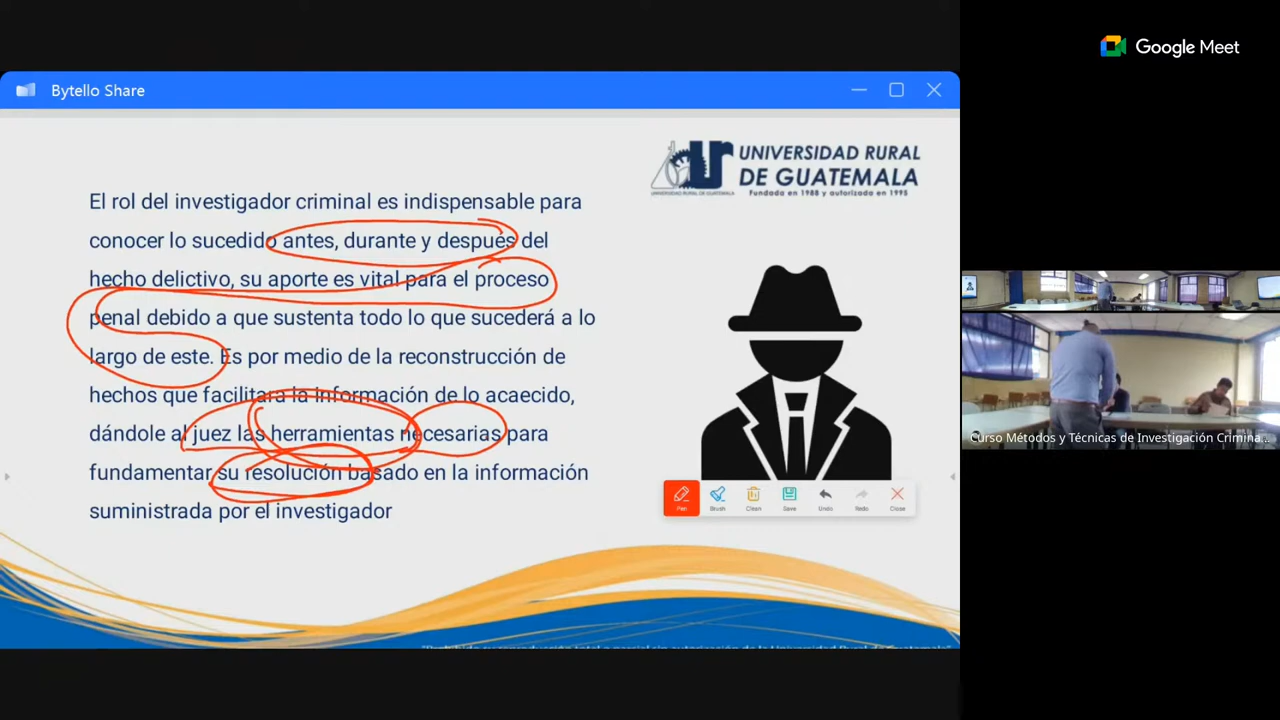 Google Meet
Bytello Share
UNIVERSIDAD RURAL
DE GUATEMALA
Fundada en 1988 y autorizada en 1995
UNIVERSIDAD RURAL DE GUATEMALA
El rol del investigador criminal es indispensable para
conocer lo sucedido antes, durante y después del
hecho delictivo, su aporte es vital para el proceso
penal debido a que sustenta todo lo que sucederá a lo
largo de este. Es por medio de la reconstrucción de
hechos que facilitara la información de lo acaecido,
dándole al juez las herramientas necesarias para
fundamentar su resolución basado en la información
suministrada por el investigador
Pen Brush Clean Save Undo Redo Close
Curso Métodos y Técnicas de Investigación Crimina...